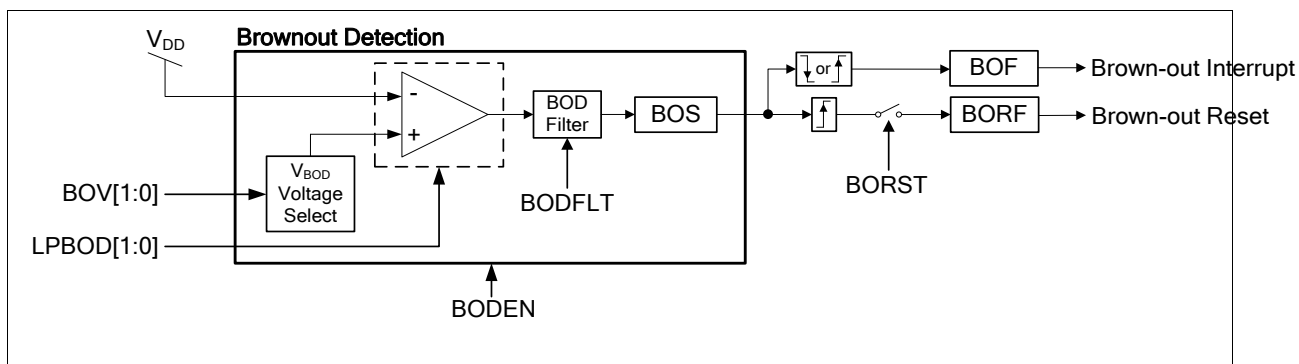 Brownout Detection
VDD
-
+
VBOD
Voltage
Select
BOD
Filter
BOS
or
BOF
Brown-out Interrupt
BORF
Brown-out Reset
BORST
BOV[1:0]
BODFLT
LPBOD[1:0]
BODEN